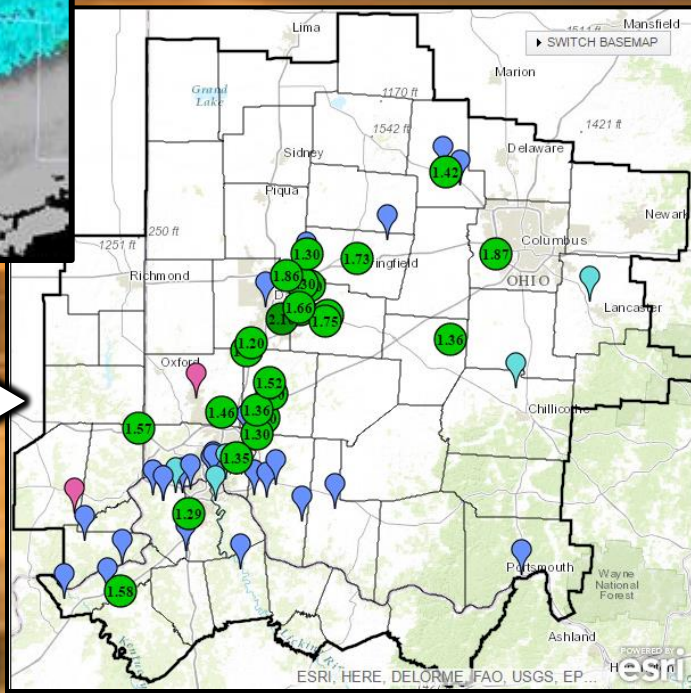 Lima
Mansfield
1511 ft
SWITCH BASEMAP
Marion
Grand
Lake
1170 ft
1421 ft
1542 ft
Delaware
1.42
Sidney
Piqua
Newark
250 ft
1251 ft
Columbus
1.30
1.73
1.87
Richmond
1.86
OHIO
1.66
Lancaster
1.75
1.20
1.36
Oxford
1.52
1.46
1.36
Chillicothe
1.57
1.30
1.35
1.29
Portsmouth
Wayne
National
Forest
1.58
Ashland
Licking
POWERED BY
esri
ESRI, HERE, DELORME, FAO, USGS, EP...